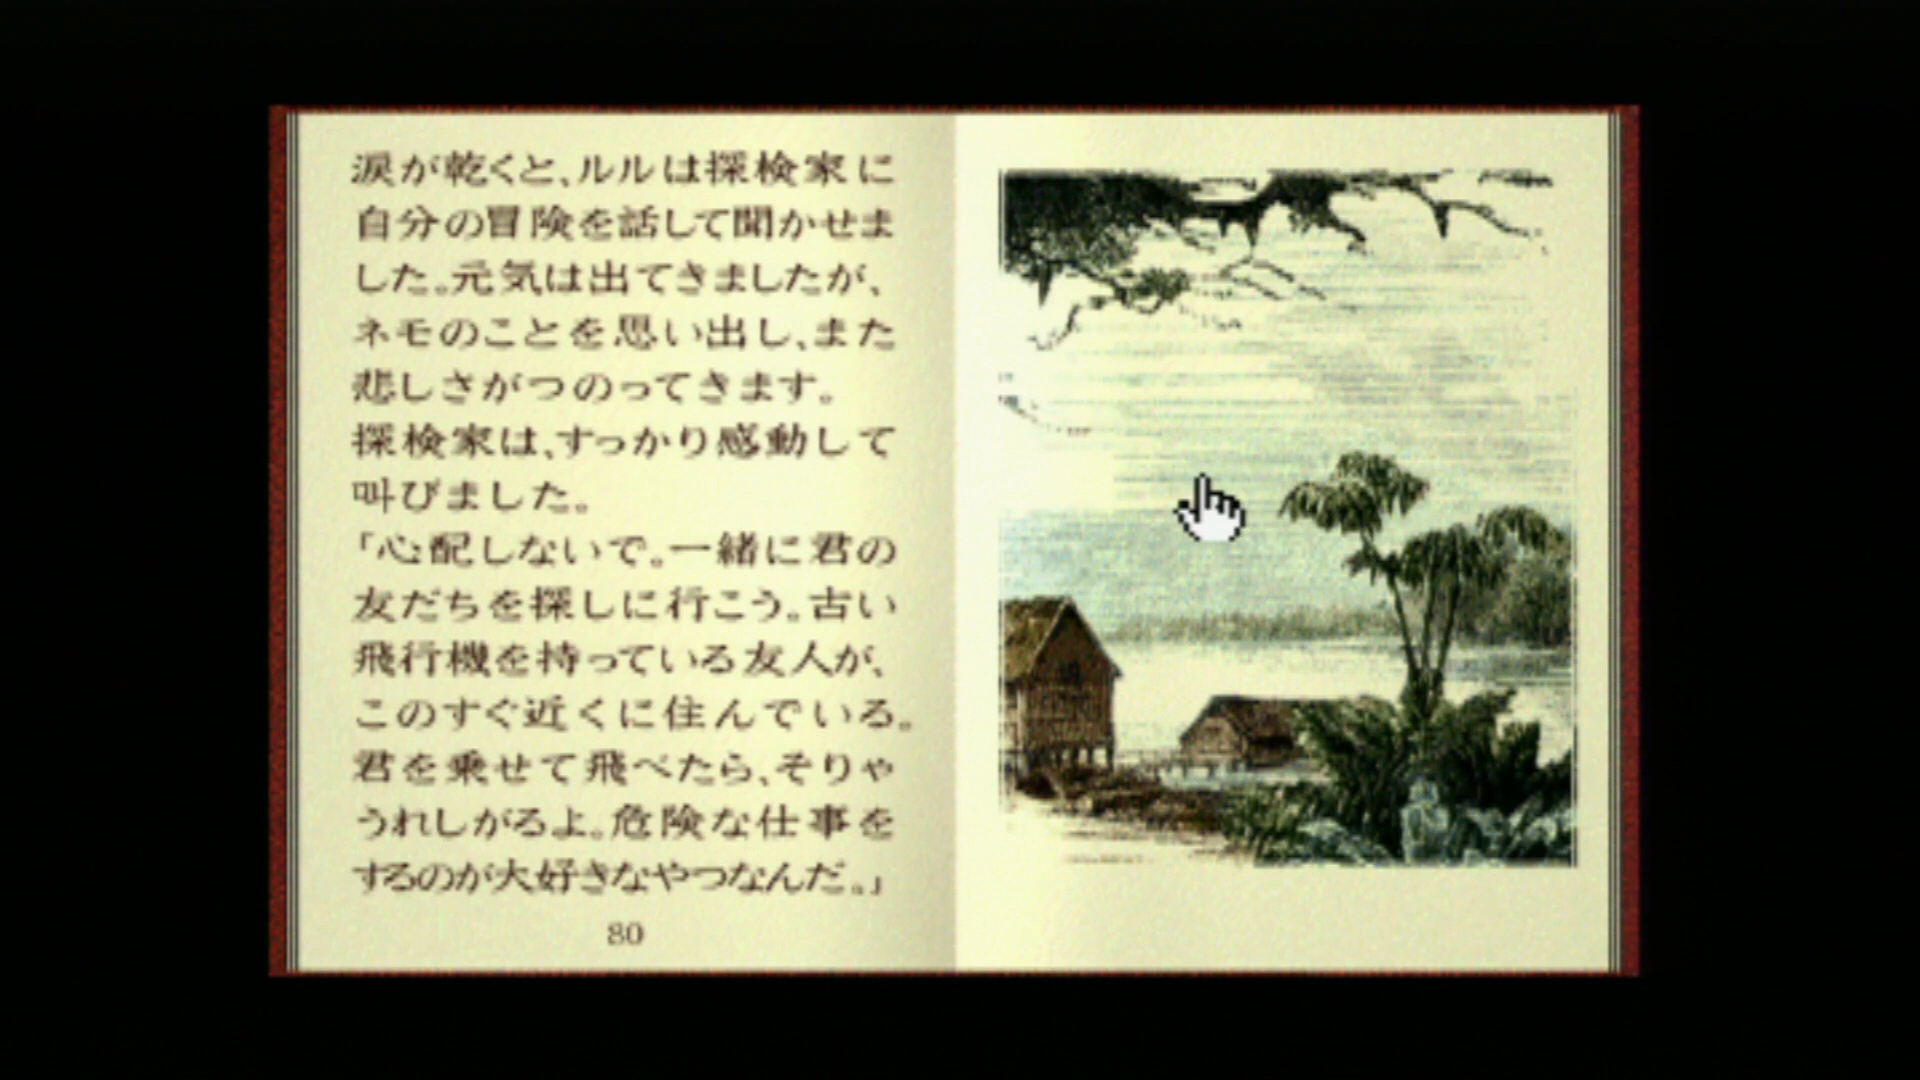 涙が乾くと、ルルは探検家に
自分の冒険を話して聞かせま
した。元気は出てきましたが、
ネモのことを思い出し、また
悲しさがつのってきます。
探検家は、すっかり感動して
叫びました。
「心配しないで。一緒に君の
友だちを探しに行こう。古い
飛行機を持っている友人が、
このすぐ近くに住んでいる。
君を乗せて飛べたら、そりゃ
うれしがるよ。危険な仕事を
するのが大好きなやつなんだ。」
80